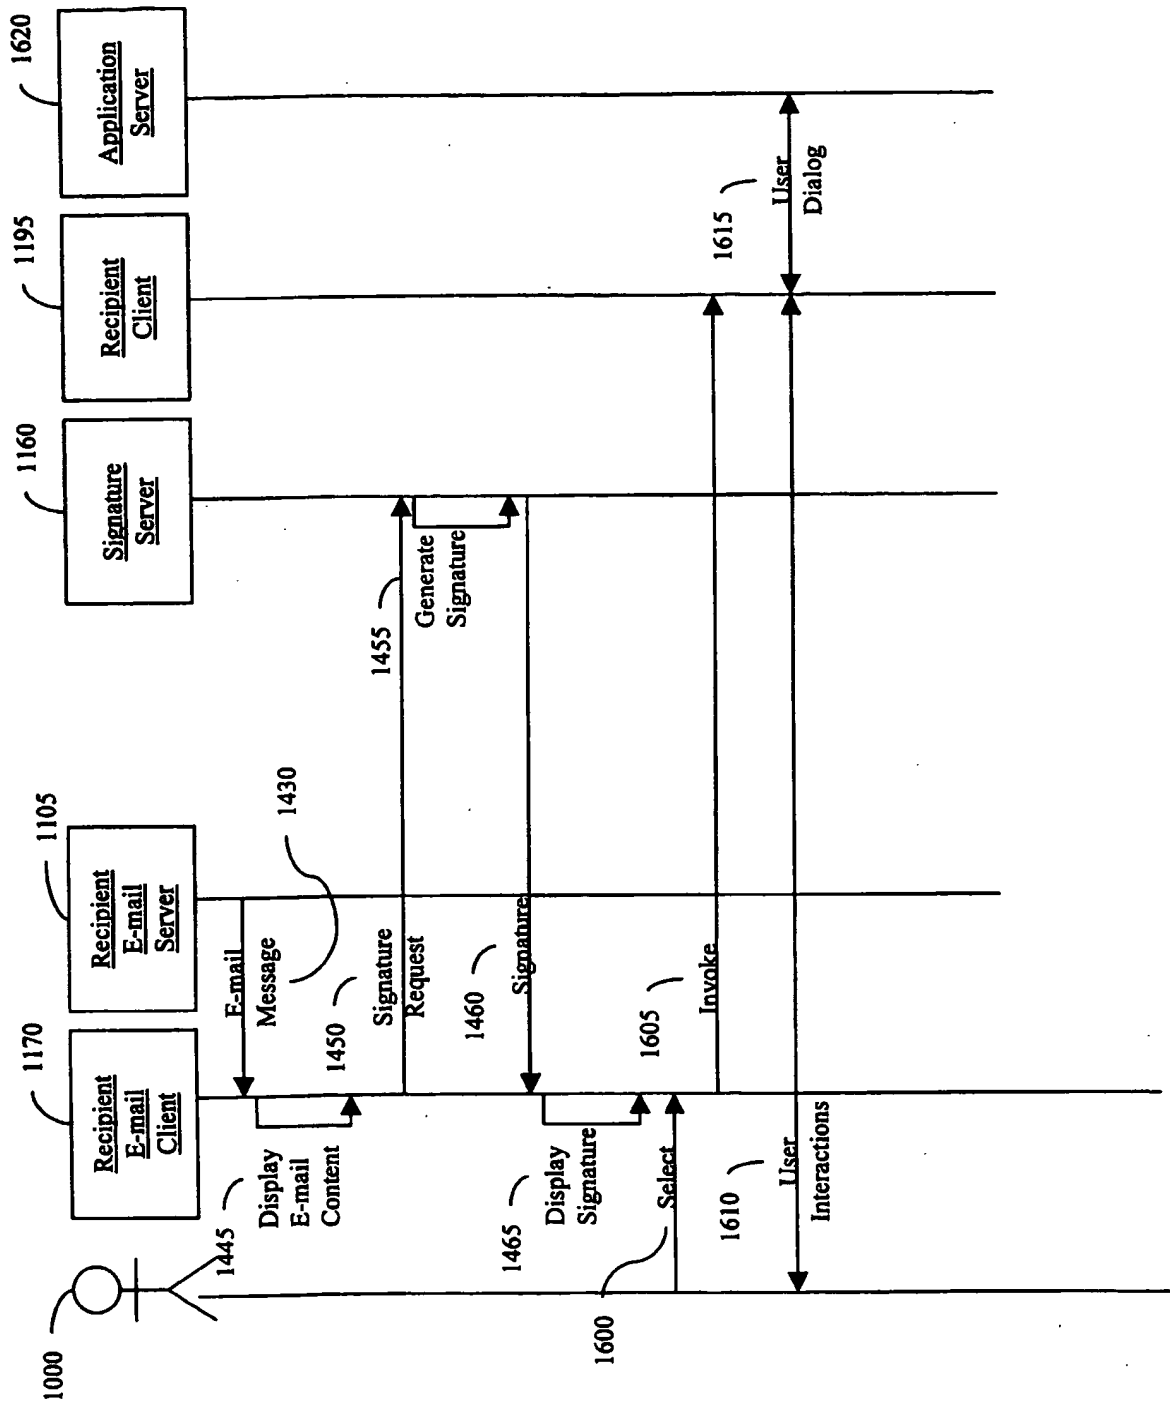 1000
1170
Recipient
E-mail
Client
1105
Recipient
E-mail
Server
1160
Signature
Server
1195
Recipient
Client
1620
Application
Server
E-mail
Message
1430
1445
Display
E-mail
Content
1450
Signature
Request
1455
Generate
Signature
1460
Signature
1465
Display
Signature
1600
Select
1605
Invoke
1610
User
Interactions
1615
User
Dialog